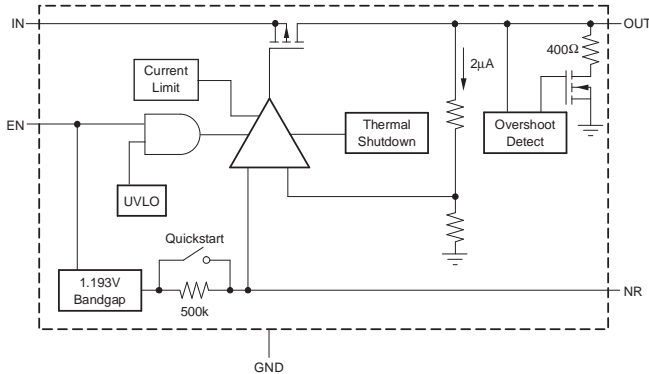 IN
OUT
400Ω
2μA
Current
Limit
EN
Thermal
Shutdown
Overshoot
Detect
UVLO
Quickstart
1.193V
Bandgap
500k
NR
GND